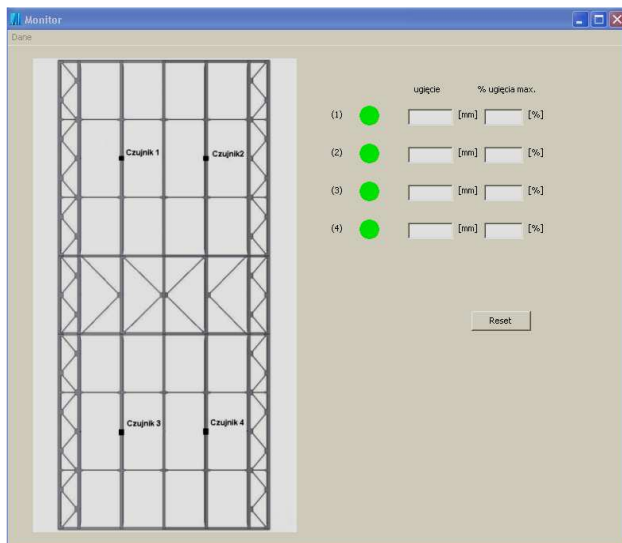 Monitor
Dane
ugięcie % ugięcia max.
(1) [mm] [%]
(2) [mm] [%]
(3) [mm] [%]
(4) [mm] [%]
Reset
Czujnik 1 Czujnik2
Czujnik 3 Czujnik 4